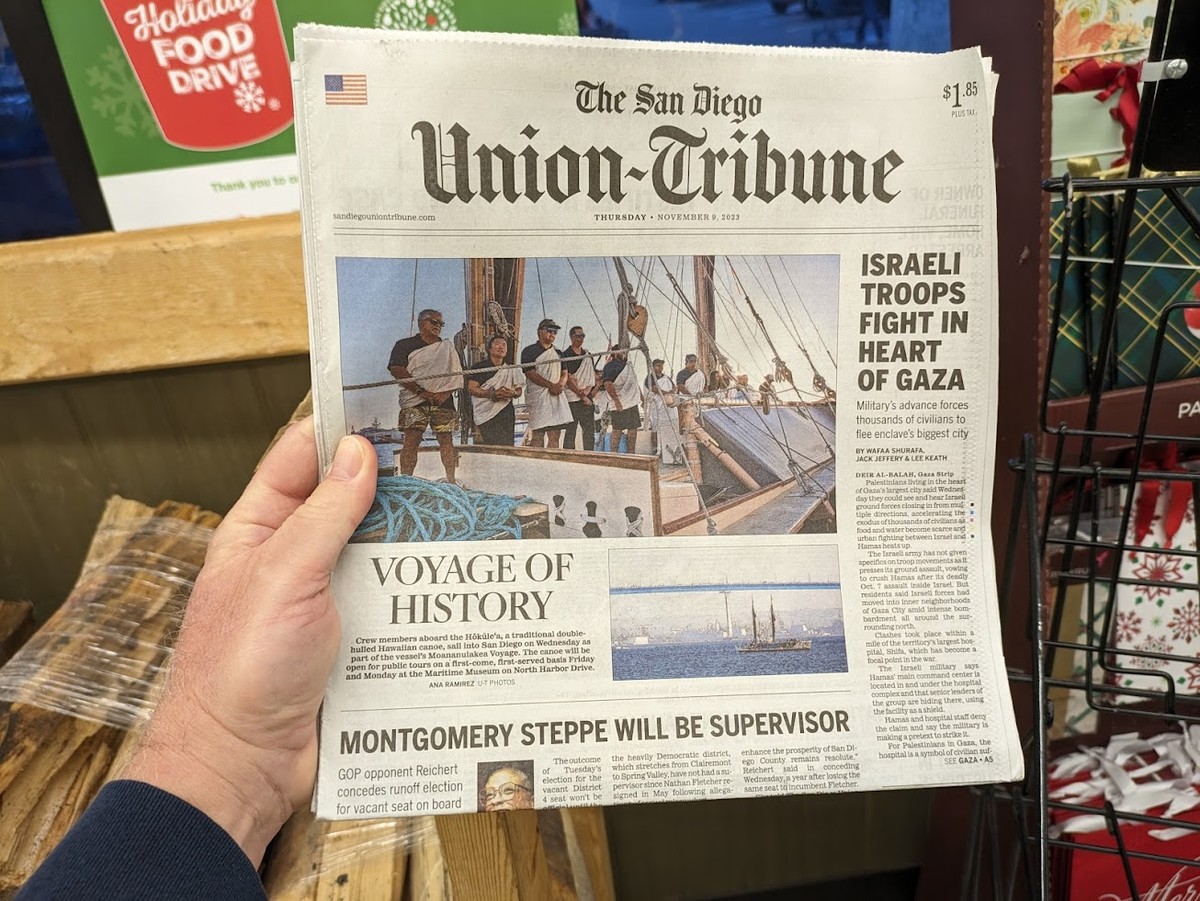 Holiday
FOOD
DRIVE
Thank you to
The San Diego
Union-Tribune
$1.85
PLUS TAX
sandiegouniontribune.com
THURSDAY • NOVEMBER 9, 2023
ISRAELI
TROOPS
FIGHT IN
HEART
OF GAZA
Military's advance forces
thousands of civilians to
flee enclave's biggest city
BY WAFAA SHURAFA,
JACK JEFFERY & LEE KEATH
DEIR AL-BALAH, Gaza Strip
Palestinians living in the heart
of Gaza's largest city said Wednes-
day they could see and hear Israeli
ground forces closing in from mul-
tiple directions, accelerating the
exodus of thousands of civilians as
food and water become scarce and
urban fighting between Israel and
Hamas heats up.
The Israeli army has not given
specifics on troop movements as it
presses its ground assault, vowing
to crush Hamas after its deadly
Oct. 7 assault inside Israel. But
residents said Israeli forces had
moved into inner neighborhoods
of Gaza City amid intense bom-
bardment all around the sur-
rounding north.
Clashes took place within a
mile of the territory's largest hos-
pital, Shifa, which has become a
focal point in the war.
The Israeli military says
Hamas' main command center is
located in and under the hospital
complex and that senior leaders of
the group are hiding there, using
the facility as a shield.
Hamas and hospital staff deny
the claim and say the military is
making a pretext to strike it.
For Palestinians in Gaza, the
hospital is a symbol of civilian suf-
SEE GAZA • A5
VOYAGE OF
HISTORY
Crew members aboard the Hōkūle'a, a traditional double-
hulled Hawaiian canoe, sail into San Diego on Wednesday as
part of the vessel's Moananuiakea Voyage. The canoe will be
open for public tours on a first-come, first-served basis Friday
and Monday at the Maritime Museum on North Harbor Drive.
ANA RAMIREZ U-T PHOTOS
MONTGOMERY STEPPE WILL BE SUPERVISOR
GOP opponent Reichert
concedes runoff election
for vacant seat on board
The outcome
of Tuesday's
election for the
vacant District
4 seat won't be
the heavily Democratic district,
which stretches from Clairemont
to Spring Valley, have not had a su-
pervisor since Nathan Fletcher re-
signed in May following allega-
enhance the prosperity of San Di-
ego County remains resolute,"
Reichert said in conceding
Wednesday, a year after losing the
same seat to incumbent Fletcher.
PA